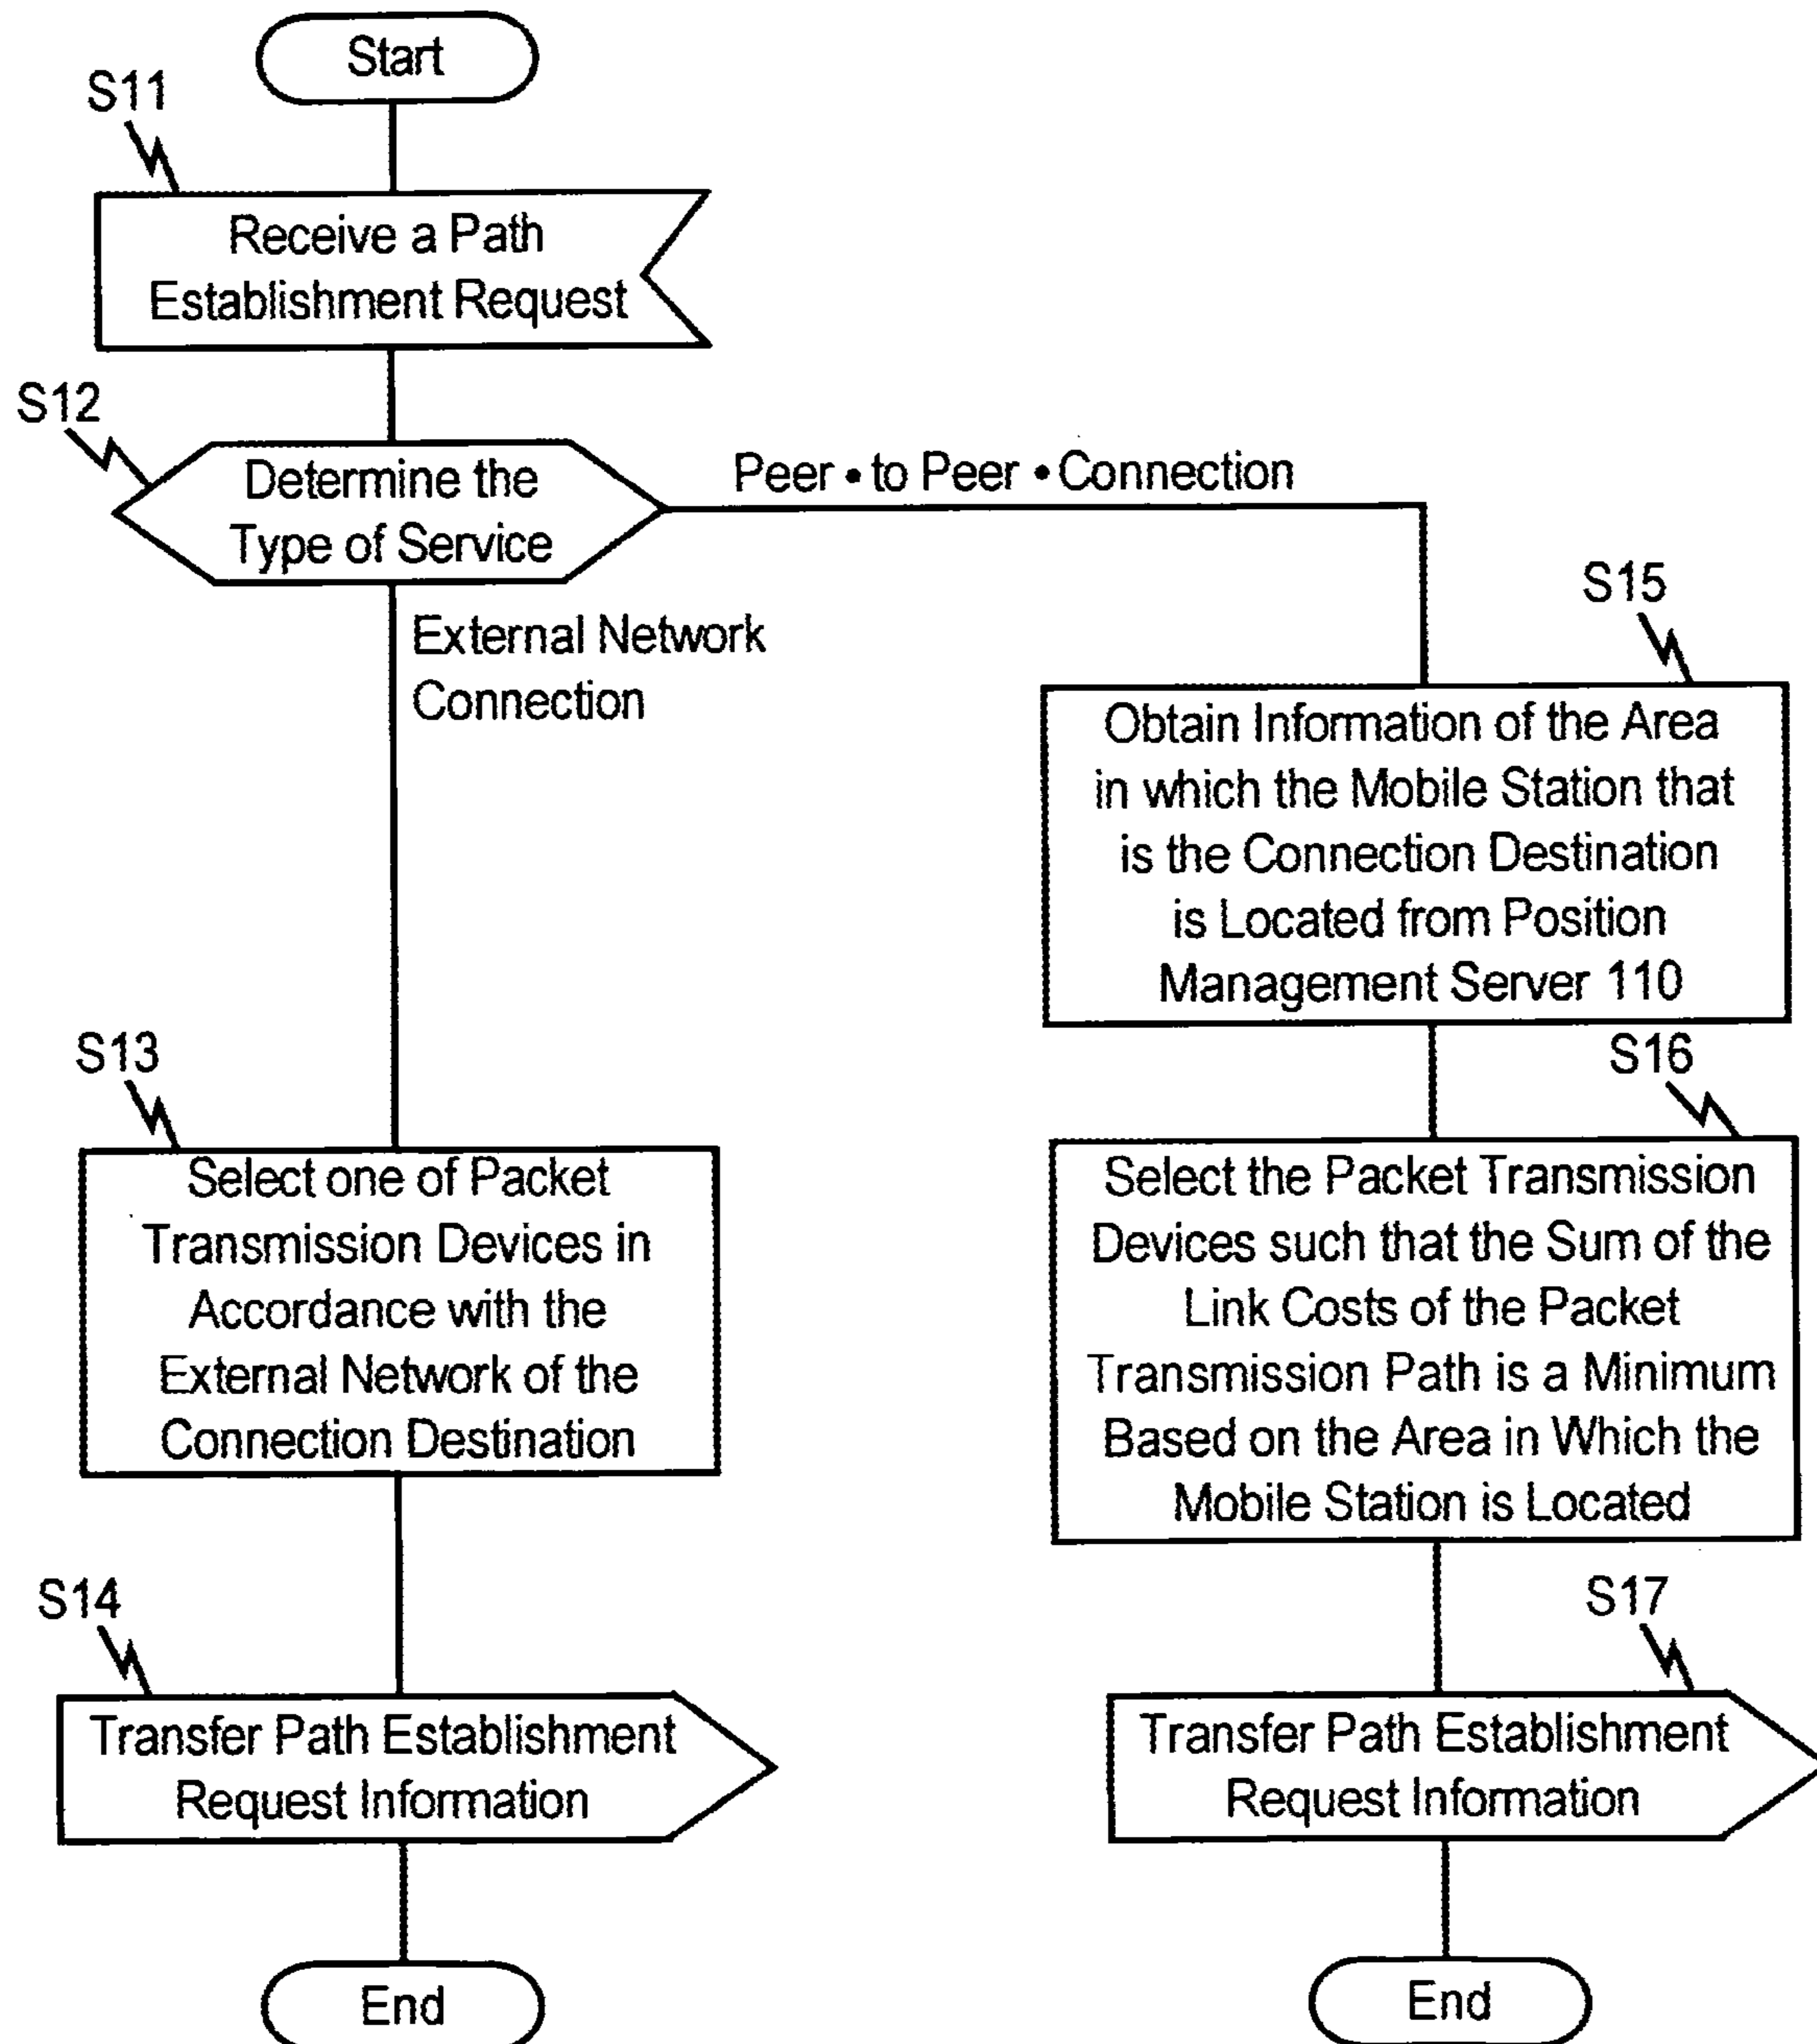 Start
S11
Receive a Path
Establishment Request
S12
Determine the
Type of Service
Peer • to Peer • Connection
External Network
Connection
S13
Select one of Packet
Transmission Devices in
Accordance with the
External Network of the
Connection Destination
S14
Transfer Path Establishment
Request Information
End
S15
Obtain Information of the Area
in which the Mobile Station that
is the Connection Destination
is Located from Position
Management Server 110
S16
Select the Packet Transmission
Devices such that the Sum of the
Link Costs of the Packet
Transmission Path is a Minimum
Based on the Area in Which the
Mobile Station is Located
S17
Transfer Path Establishment
Request Information
End